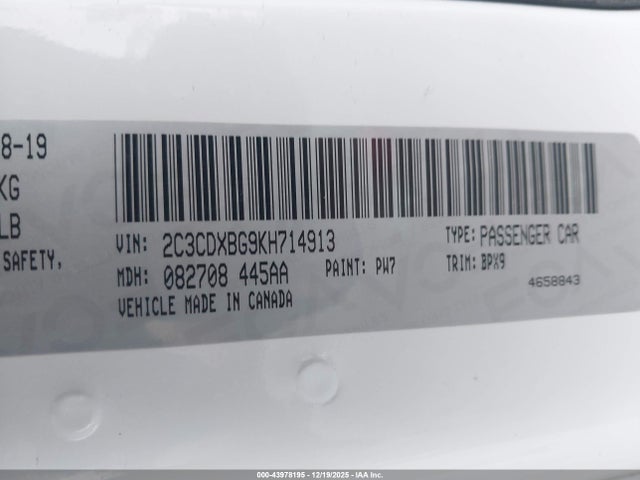 8-19
KG
LB
SAFETY,
VIN: 2C3CDXBG9KH714913
TYPE: PASSENGER CAR
MDH: 082708 445AA
PAINT: PW7
TRIM: BPX9
VEHICLE MADE IN CANADA
4658843
000-43978195 - 12/19/2025 - IAA Inc.